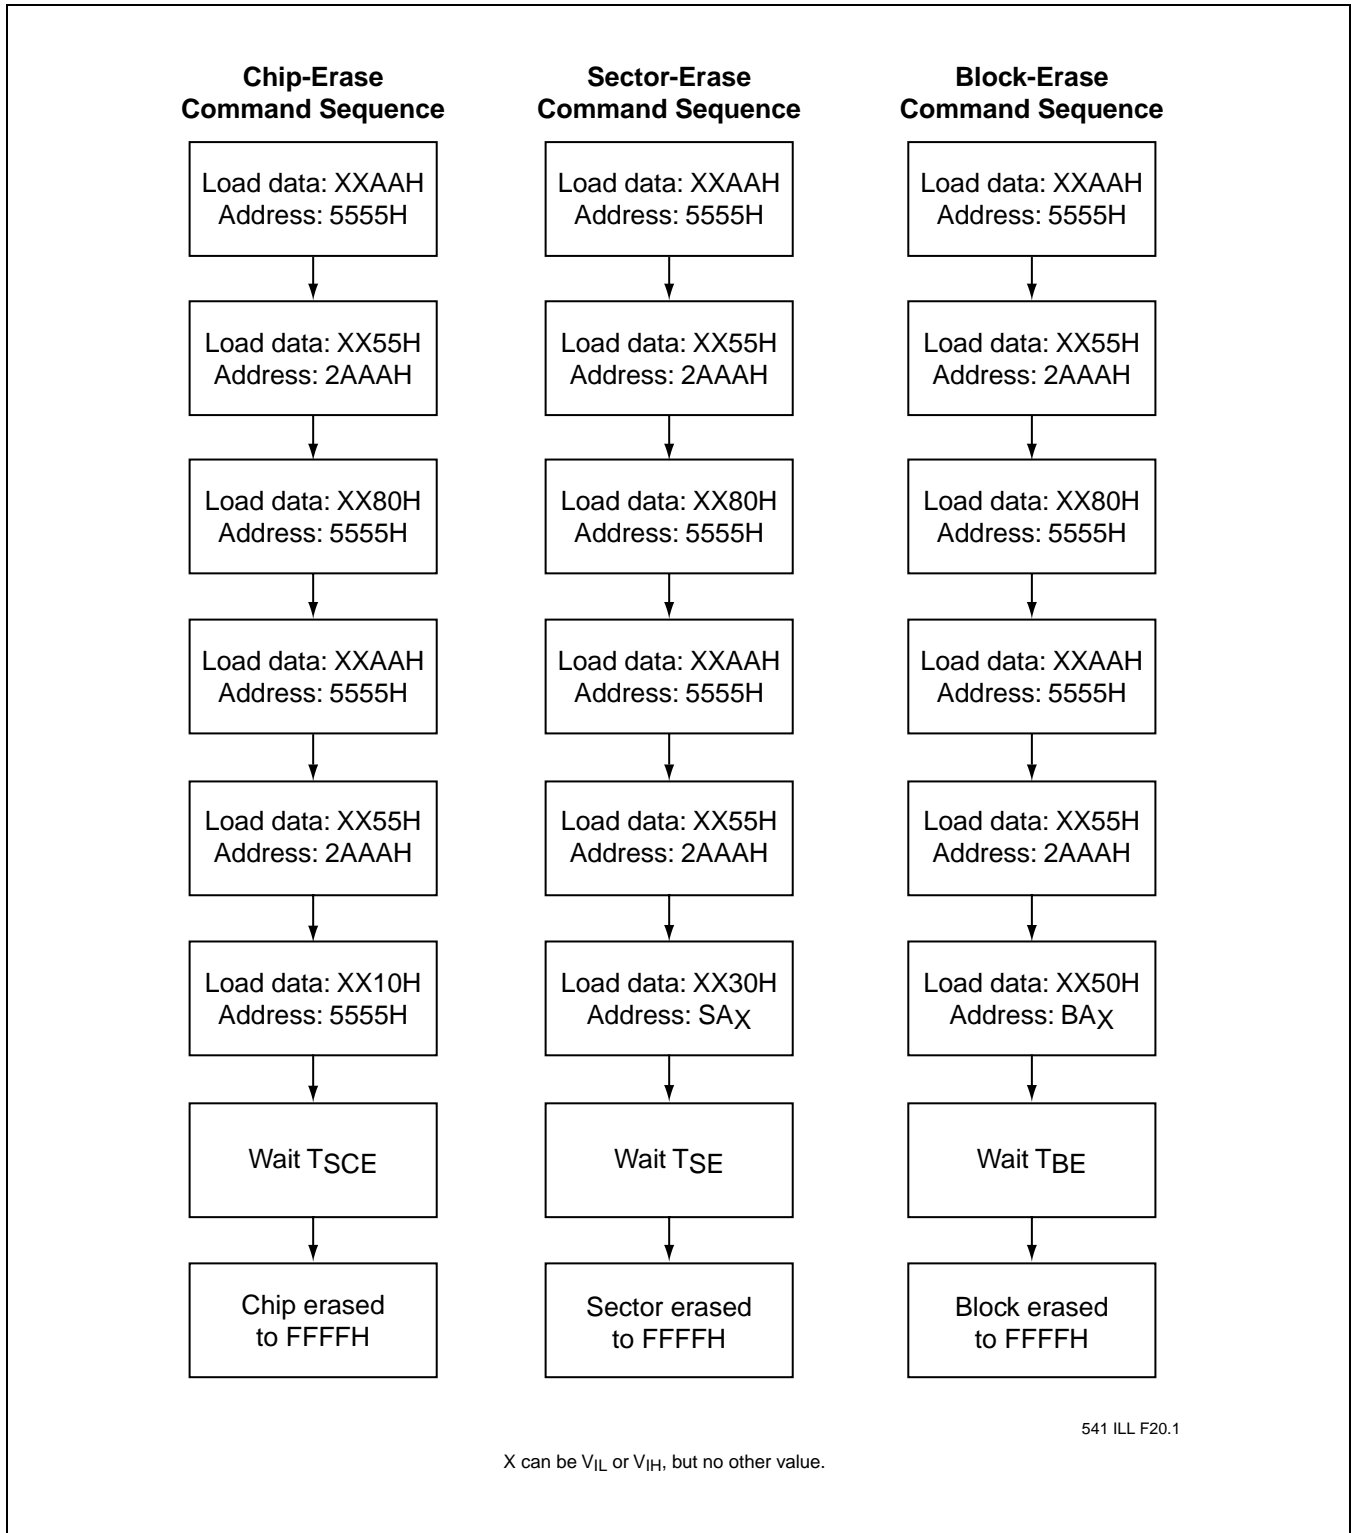 Chip-Erase
Command Sequence
Load data: XXAAH
Address: 5555H
Load data: XX55H
Address: 2AAAH
Load data: XX80H
Address: 5555H
Load data: XXAAH
Address: 5555H
Load data: XX55H
Address: 2AAAH
Load data: XX10H
Address: 5555H
Wait TSCE
Chip erased
to FFFFH
Sector-Erase
Command Sequence
Load data: XXAAH
Address: 5555H
Load data: XX55H
Address: 2AAAH
Load data: XX80H
Address: 5555H
Load data: XXAAH
Address: 5555H
Load data: XX55H
Address: 2AAAH
Load data: XX30H
Address: SAX
Wait TSE
Sector erased
to FFFFH
Block-Erase
Command Sequence
Load data: XXAAH
Address: 5555H
Load data: XX55H
Address: 2AAAH
Load data: XX80H
Address: 5555H
Load data: XXAAH
Address: 5555H
Load data: XX55H
Address: 2AAAH
Load data: XX50H
Address: BAX
Wait TBE
Block erased
to FFFFH
541 ILL F20.1
X can be VIL or VIH, but no other value.